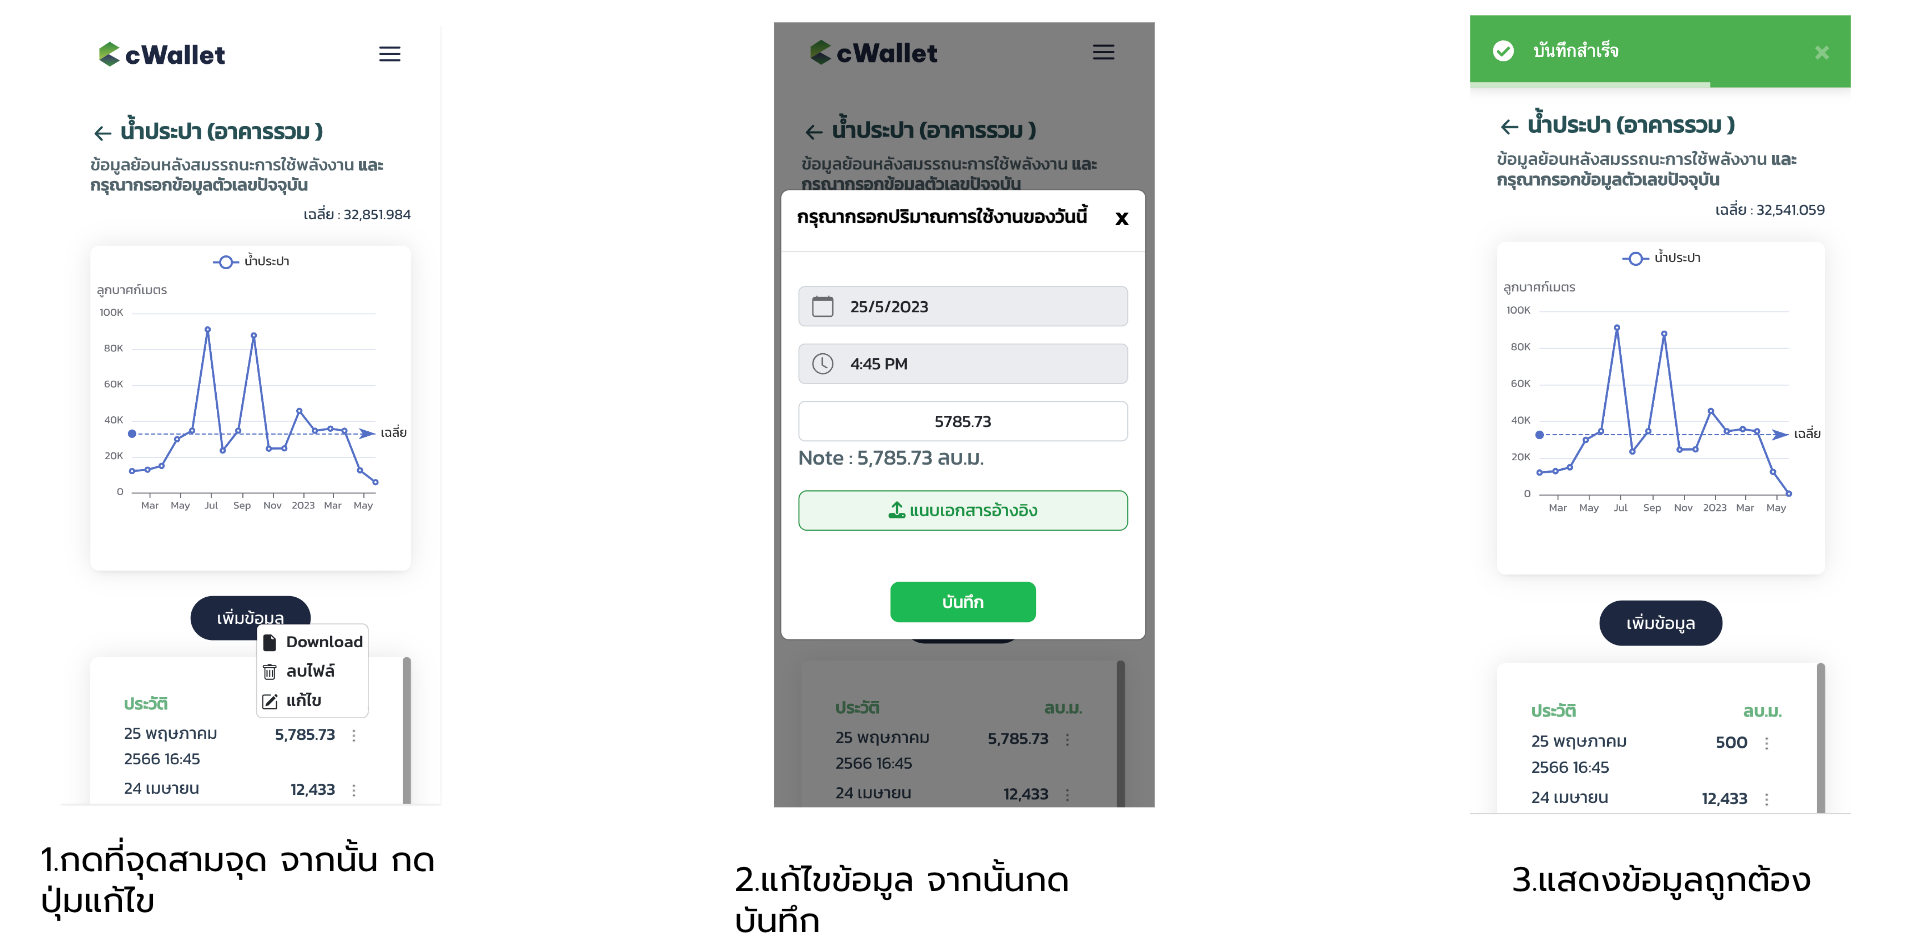 cWallet
น้ำประปา (อาคารรวม )
ข้อมูลย้อนหลังสมรรถนะการใช้พลังงาน และ
กรุณากรอกข้อมูลตัวเลขปัจจุบัน
เฉลี่ย : 32,851.984
น้ำประปา
ลูกบาศก์เมตร
100K
80K
60K
40K
20K
0
เฉลี่ย
Mar May Jul Sep Nov 2023 Mar May
เพิ่มข้อมูล
Download
ลบไฟล์
แก้ไข
ประวัติ
25 พฤษภาคม 5,785.73
2566 16:45
24 เมษายน 12,433
1.กดที่จุดสามจุด จากนั้น กด
ปุ่มแก้ไข
cWallet
น้ำประปา (อาคารรวม )
ข้อมูลย้อนหลังสมรรถนะการใช้พลังงาน และ
กรุณากรอกข้อมูลตัวเลขปัจจุบัน
กรุณากรอกปริมาณการใช้งานของวันนี้ x
25/5/2023
4:45 PM
5785.73
Note : 5,785.73 ลบ.ม.
แนบเอกสารอ้างอิง
บันทึก
ประวัติ ลบ.ม.
25 พฤษภาคม 5,785.73
2566 16:45
24 เมษายน 12,433
2.แก้ไขข้อมูล จากนั้นกด
บันทึก
บันทึกสำเร็จ
น้ำประปา (อาคารรวม )
ข้อมูลย้อนหลังสมรรถนะการใช้พลังงาน และ
กรุณากรอกข้อมูลตัวเลขปัจจุบัน
เฉลี่ย : 32,541.059
น้ำประปา
ลูกบาศก์เมตร
100K
80K
60K
40K
20K
0
เฉลี่ย
Mar May Jul Sep Nov 2023 Mar May
เพิ่มข้อมูล
ประวัติ ลบ.ม.
25 พฤษภาคม 500
2566 16:45
24 เมษายน 12,433
3.แสดงข้อมูลถูกต้อง